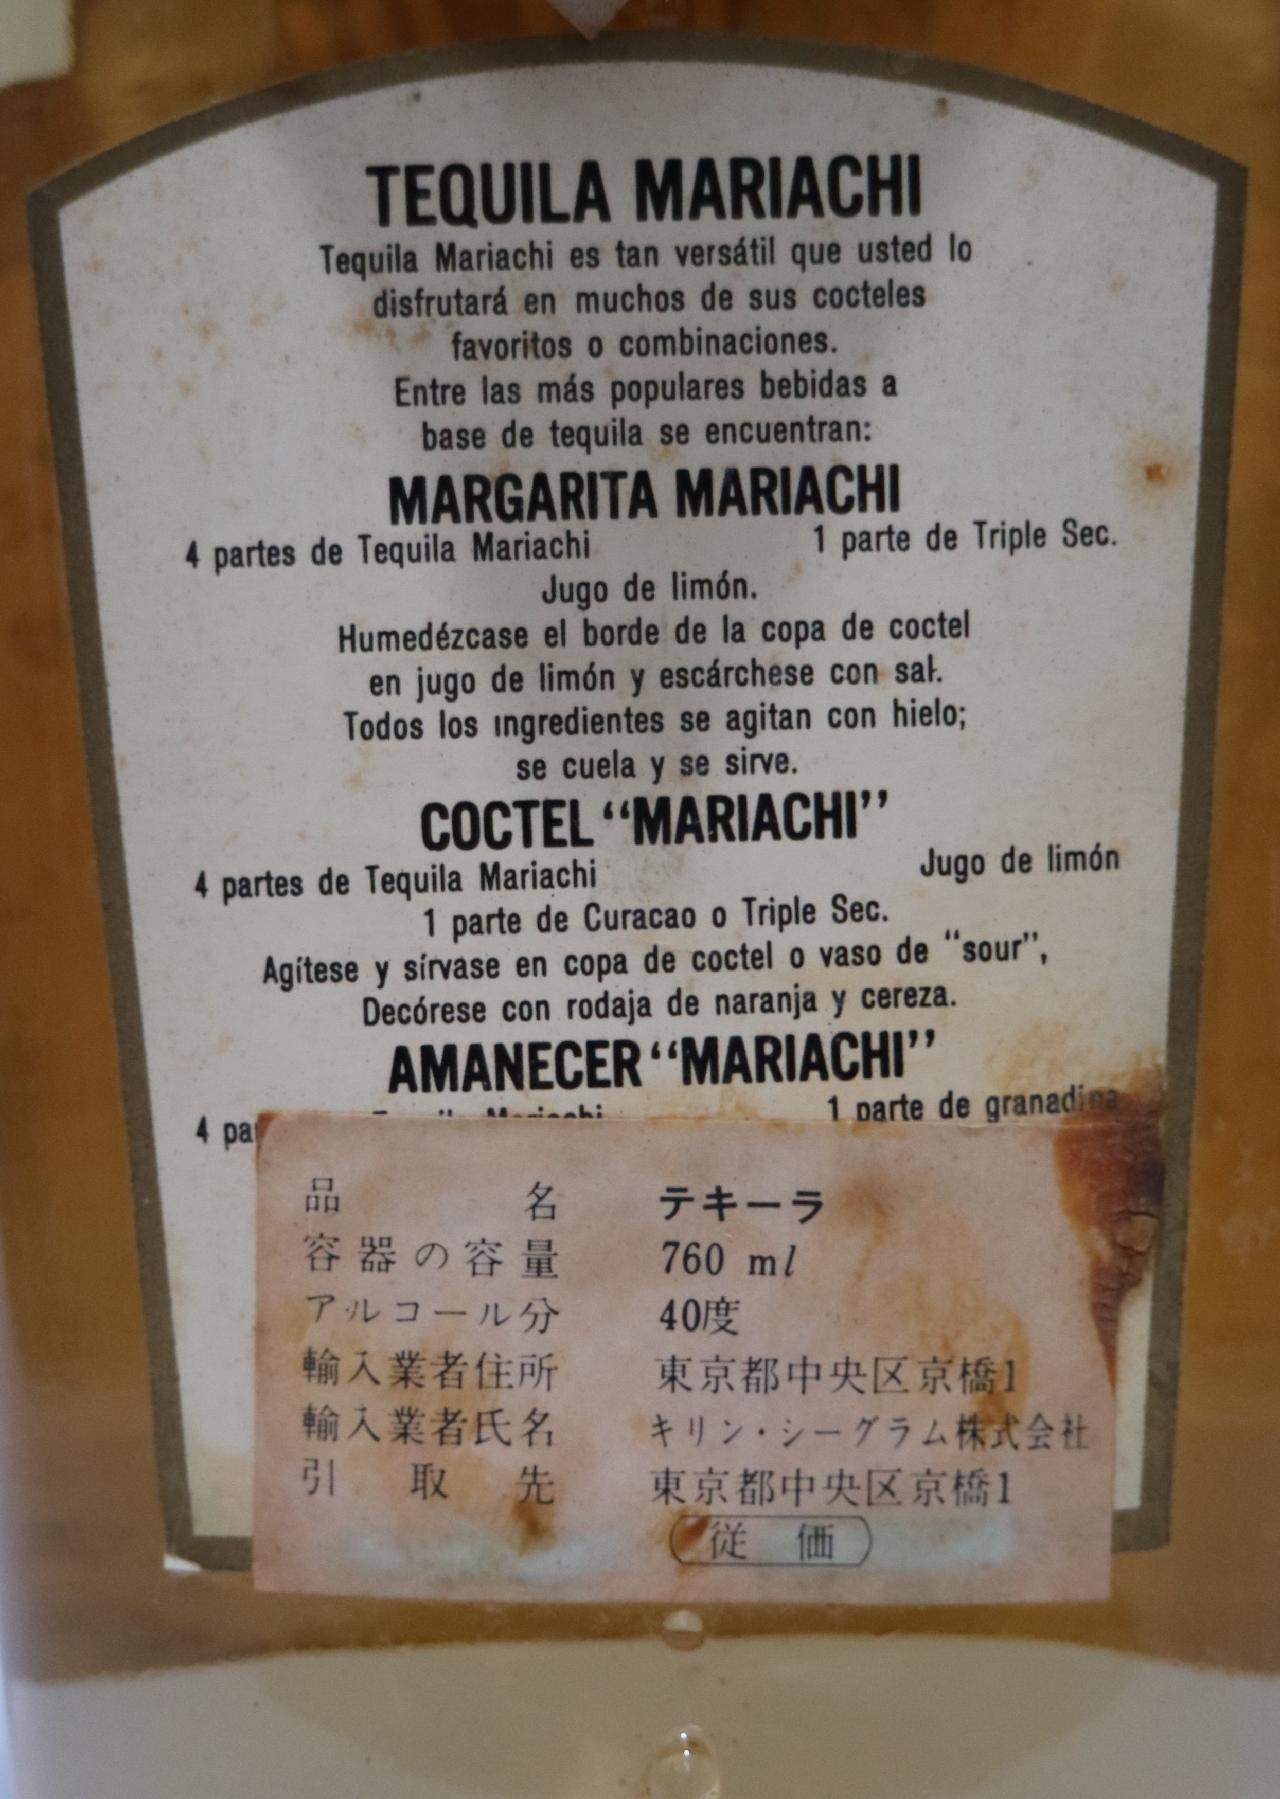 TEQUILA MARIACHI
Tequila Mariachi es tan versátil que usted lo
disfrutará en muchos de sus cocteles
favoritos o combinaciones.
Entre las más populares bebidas a
base de tequila se encuentran:
MARGARITA MARIACHI
4 partes de Tequila Mariachi 1 parte de Triple Sec.
Jugo de limón.
Humedézcase el borde de la copa de coctel
en jugo de limón y escárchese con sal.
Todos los ingredientes se agitan con hielo;
se cuela y se sirve.
COCTEL “MARIACHI”
4 partes de Tequila Mariachi Jugo de limón
1 parte de Curacao o Triple Sec.
Agítese y sírvase en copa de coctel o vaso de “sour”,
Decórese con rodaja de naranja y cereza.
AMANECER “MARIACHI”
4 Tequila Mariachi 1 parte de granadina
品名 テキーラ
容器の容量 760 ml
アルコール分 40度
輸入業者住所 東京都中央区京橋1
輸入業者氏名 キリン・シーグラム株式会社
引取先 東京都中央区京橋1
従価